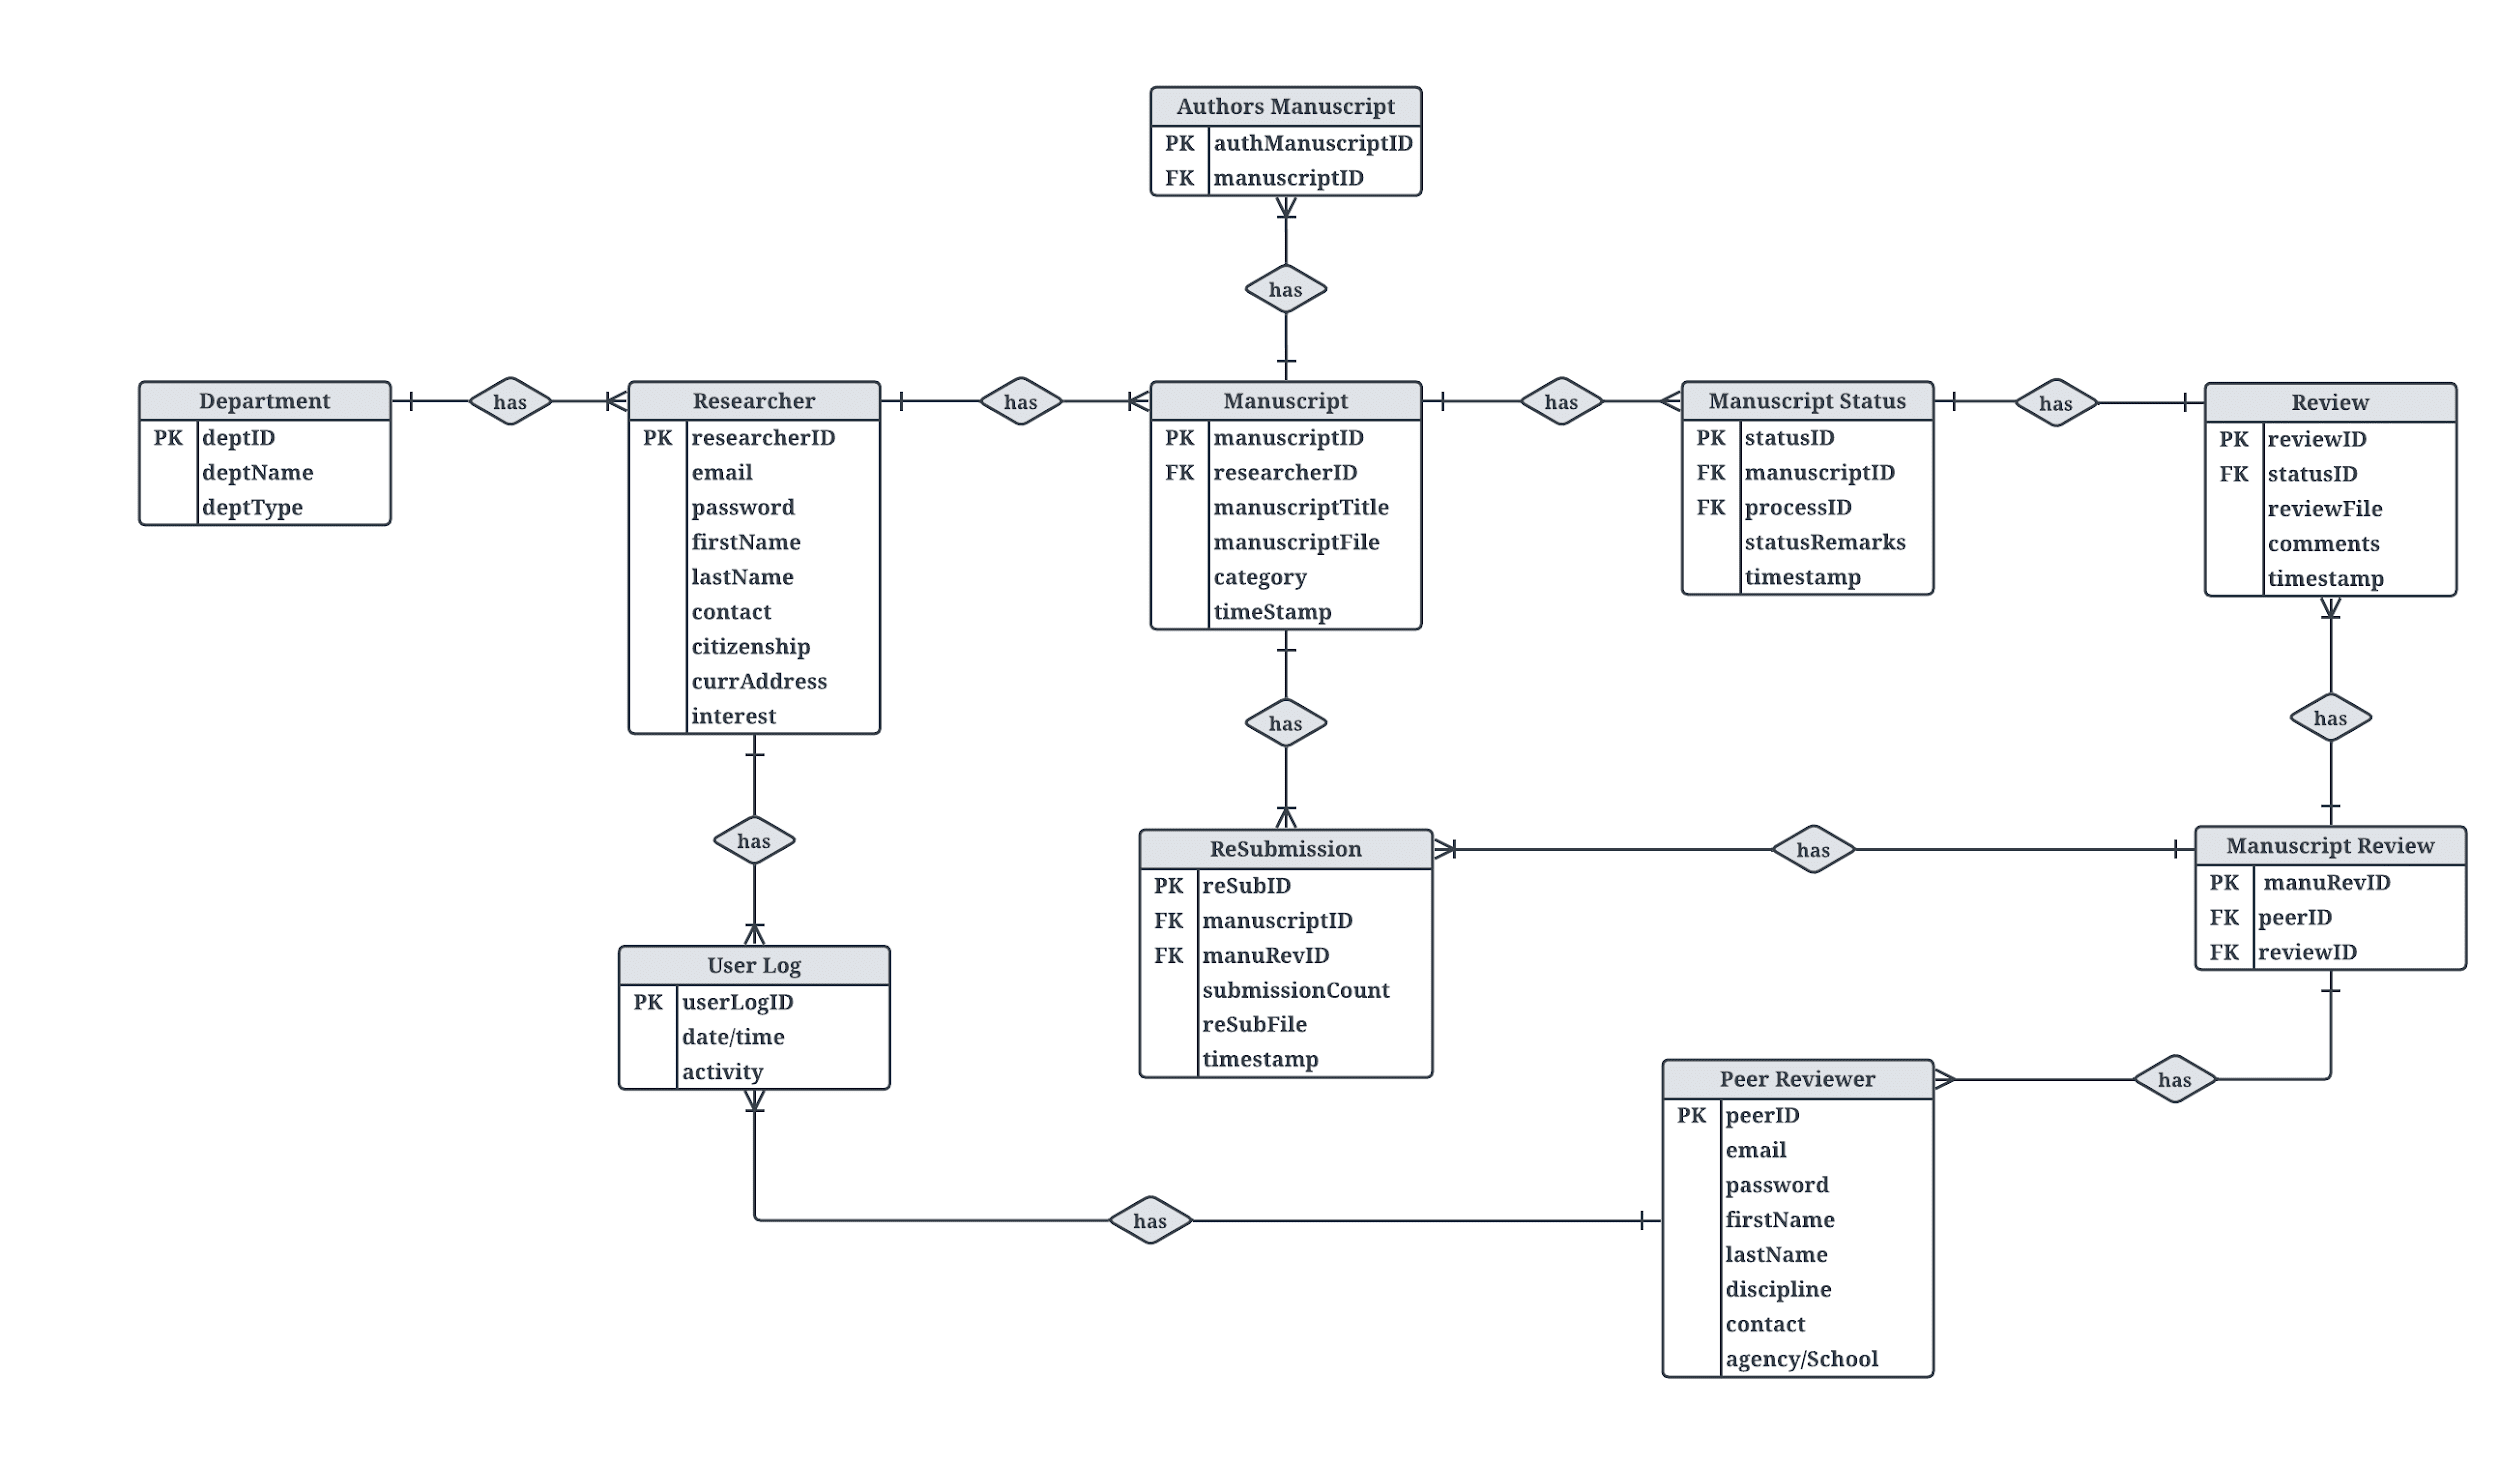 Authors Manuscript
PK authManuscriptID
FK manuscriptID
has
Department
PK deptID
deptName
deptType
has
Researcher
PK researcherID
email
password
firstName
lastName
contact
citizenship
currAddress
interest
has
Manuscript
PK manuscriptID
FK researcherID
manuscriptTitle
manuscriptFile
category
timeStamp
has
Manuscript Status
PK statusID
FK manuscriptID
FK processID
statusRemarks
timestamp
has
Review
PK reviewID
FK statusID
reviewFile
comments
timestamp
has
has
has
User Log
PK userLogID
date/time
activity
ReSubmission
PK reSubID
FK manuscriptID
FK manuRevID
submissionCount
reSubFile
timestamp
has
Manuscript Review
PK manuRevID
FK peerID
FK reviewID
has
Peer Reviewer
PK peerID
email
password
firstName
lastName
discipline
contact
agency/School
has